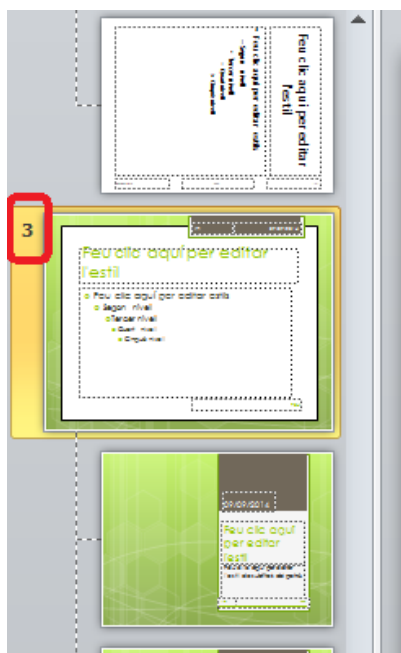 Feu clic aquí per editar
l'estil
Feu clic aquí per editar estils
Segon nivell
Tercer nivell
Quart nivell
Cinquè nivell
3
Feu clic aquí per editar
l'estil
Feu clic aquí per editar estils
Segon nivell
Tercer nivell
Quart nivell
Cinquè nivell
09/09/2014
Feu clic aquí
per editar
l'estil